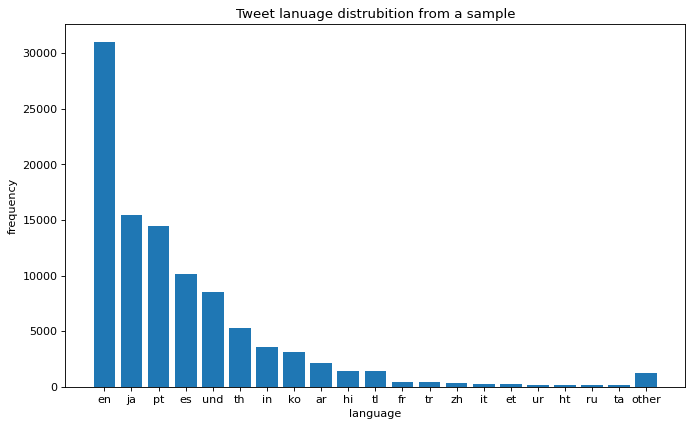 Tweet lanuage distrubition from a sample
30000
25000
20000
15000
10000
5000
0
frequency
en ja pt es und th in ko ar hi tl fr tr zh it et ur ht ru ta other
language